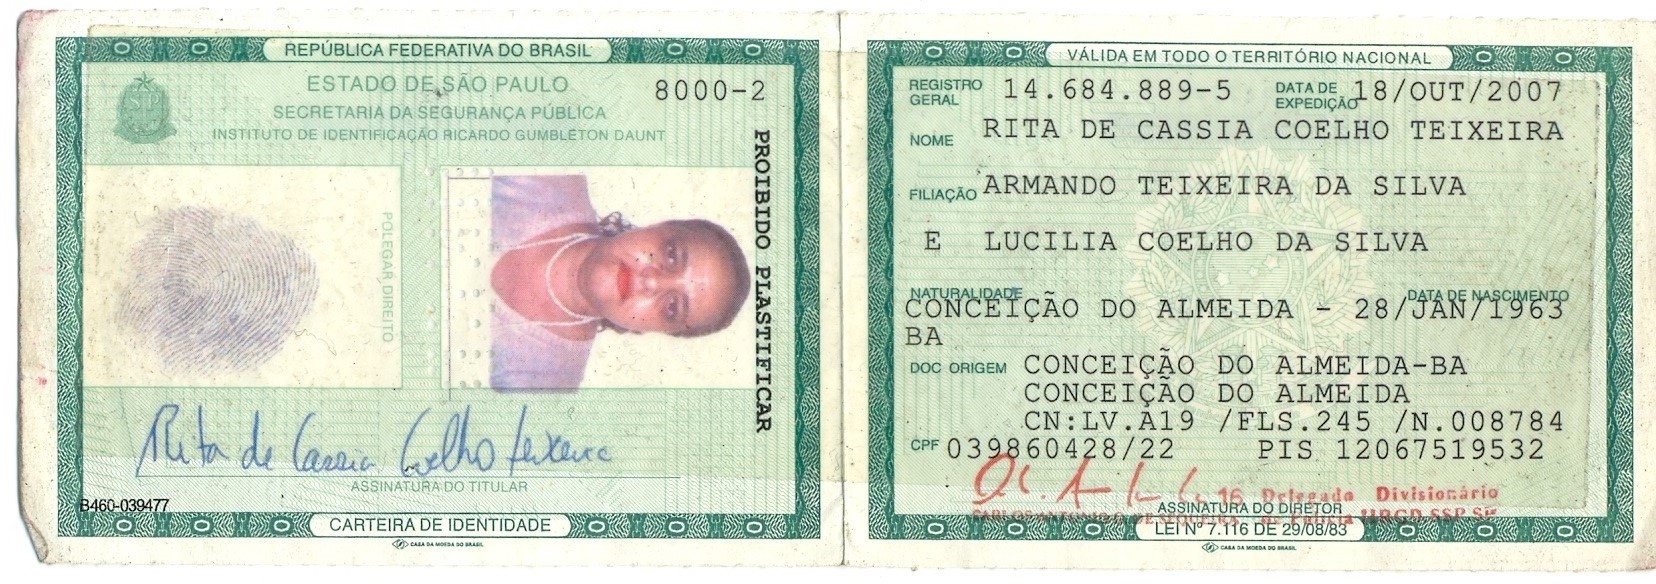 REPÚBLICA FEDERATIVA DO BRASIL
ESTADO DE SÃO PAULO
8000-2
SECRETARIA DA SEGURANÇA PÚBLICA
INSTITUTO DE IDENTIFICAÇÃO RICARDO GUMBLETON DAUNT
POLEGAR DIREITO
PROIBIDO PLASTIFICAR
Rita de Cassia Coelho Teixeira
ASSINATURA DO TITULAR
B460-039477
CARTEIRA DE IDENTIDADE
CASA DA MOEDA DO BRASIL
VÁLIDA EM TODO O TERRITÓRIO NACIONAL
REGISTRO GERAL 14.684.889-5 DATA DE EXPEDIÇÃO 18/OUT/2007
NOME RITA DE CASSIA COELHO TEIXEIRA
FILIAÇÃO ARMANDO TEIXEIRA DA SILVA
E LUCILIA COELHO DA SILVA
NATURALIDADE DATA DE NASCIMENTO
CONCEIÇÃO DO ALMEIDA - 28/JAN/1963
BA
DOC ORIGEM CONCEIÇÃO DO ALMEIDA-BA
CONCEIÇÃO DO ALMEIDA
CN:LV.A19 /FLS.245 /N.008784
CPF 039860428/22 PIS 12067519532
Delegado Divisionário
ASSINATURA DO DIRETOR
LEI Nº 7.116 DE 29/08/83
CASA DA MOEDA DO BRASIL